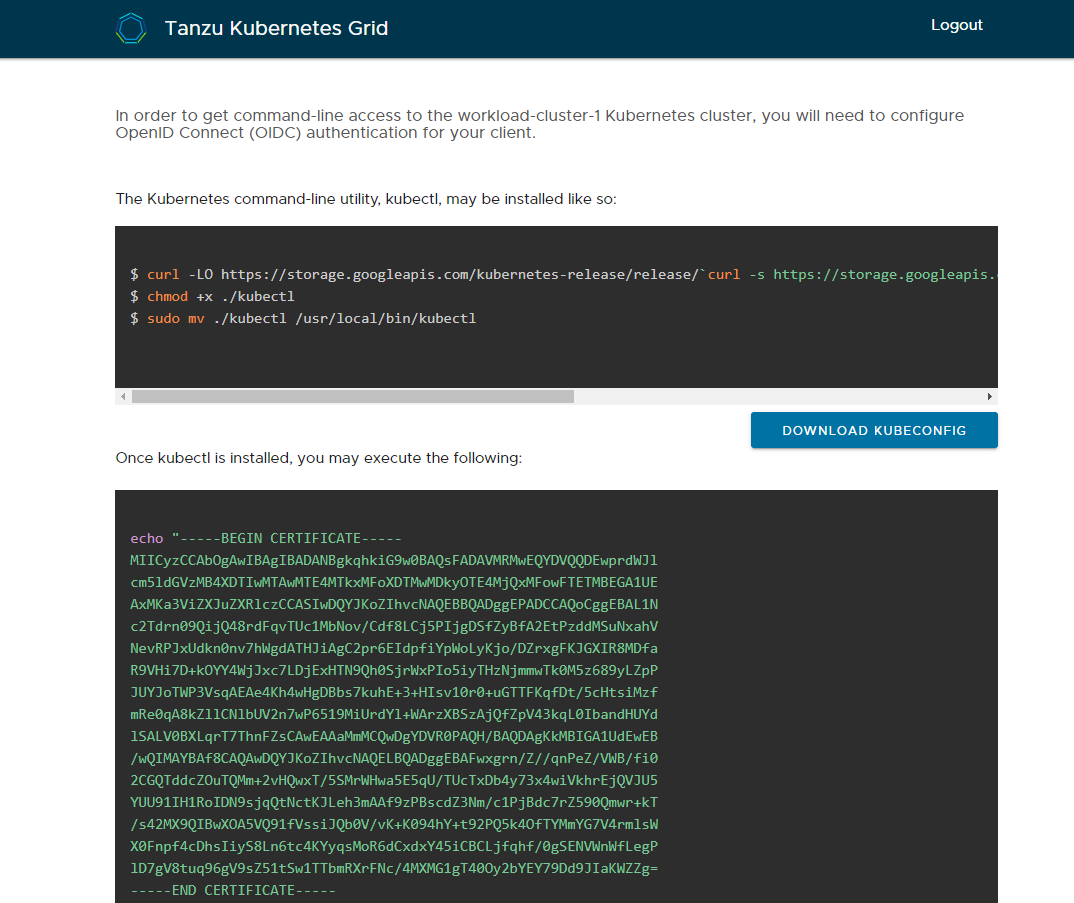 Tanzu Kubernetes Grid
Logout
In order to get command-line access to the workload-cluster-1 Kubernetes cluster, you will need to configure
OpenID Connect (OIDC) authentication for your client.
The Kubernetes command-line utility, kubectl, may be installed like so:
$ curl -LO https://storage.googleapis.com/kubernetes-release/release/`curl -s https://storage.googleapis.
$ chmod +x ./kubectl
$ sudo mv ./kubectl /usr/local/bin/kubectl
DOWNLOAD KUBECONFIG
Once kubectl is installed, you may execute the following:
echo "-----BEGIN CERTIFICATE-----
MIICyzCCAbOgAwIBAgIBADANBgkqhkiG9w0BAQsFADAVMRMwEQYDVQQDEwprdWJl
cm5ldGVzMB4XDTIwMTAwMTE4MTkxMFoXDTMwMDkyOTE4MjQxMFowFTETMBEGA1UE
AxMKa3ViZXJuZXRlczCCASIwDQYJKoZIhvcNAQEBBQADggEPADCCAQoCggEBAL1N
c2Tdrn09QijQ48rdFqvTUc1MbNov/Cdf8LCj5PIjgDSfZyBfA2EtPzddMSuNxahV
NevRPJxUdkn0nv7hWgdATHJiAgC2pr6EIdpfiYpWoLyKjo/DZrxgFKJGXIR8MDfa
R9VHi7D+kOYY4WjJxc7LDjExHTN9Qh0SjrWxPIo5iyTHzNjmmwTk0M5z689yLZpP
JUYJoTWP3VsqAEAe4Kh4wHgDBbs7kuhE+3+HIsv10r0+uGTTFKqfDt/5cHtsiMzf
mRe0qA8kZllCNlbUV2n7wP6519MiUrdYl+WArzXBSzAjQfZpV43kqL0IbandHUYd
lSALV0BXLqrT7ThnFZsCAwEAAaMmMCQwDgYDVR0PAQH/BAQDAgKkMBIGA1UdEwEB
/wQIMAYBAf8CAQAwDQYJKoZIhvcNAQELBQADggEBAFwxgrn/Z//qnPeZ/VWB/fi0
2CGQTddcZOuTQMm+2vHQwxT/5SMrWHwa5E5qU/TUcTxDb4y73x4wiVkhrEjQVJU5
YUU91IH1RoIDN9sjqQtNctKJLeh3mAAf9zPBscdZ3Nm/c1PjBdc7rZ590Qmwr+kT
/s42MX9QIBwXOA5VQ91fVssiJQb0V/vK+K094hY+t92PQ5k4OfTYMmYG7V4rmlsW
X0Fnpf4cDhsIiyS8Ln6tc4KYyqsMoR6dCxdxY45iCBCLjfqhf/0gSENVWnWfLegP
lD7gV8tuq96gV9sZ51tSw1TTbmRXrFNc/4MXMG1gT40Oy2bYEY79Dd9JIaKWZZg=
-----END CERTIFICATE-----